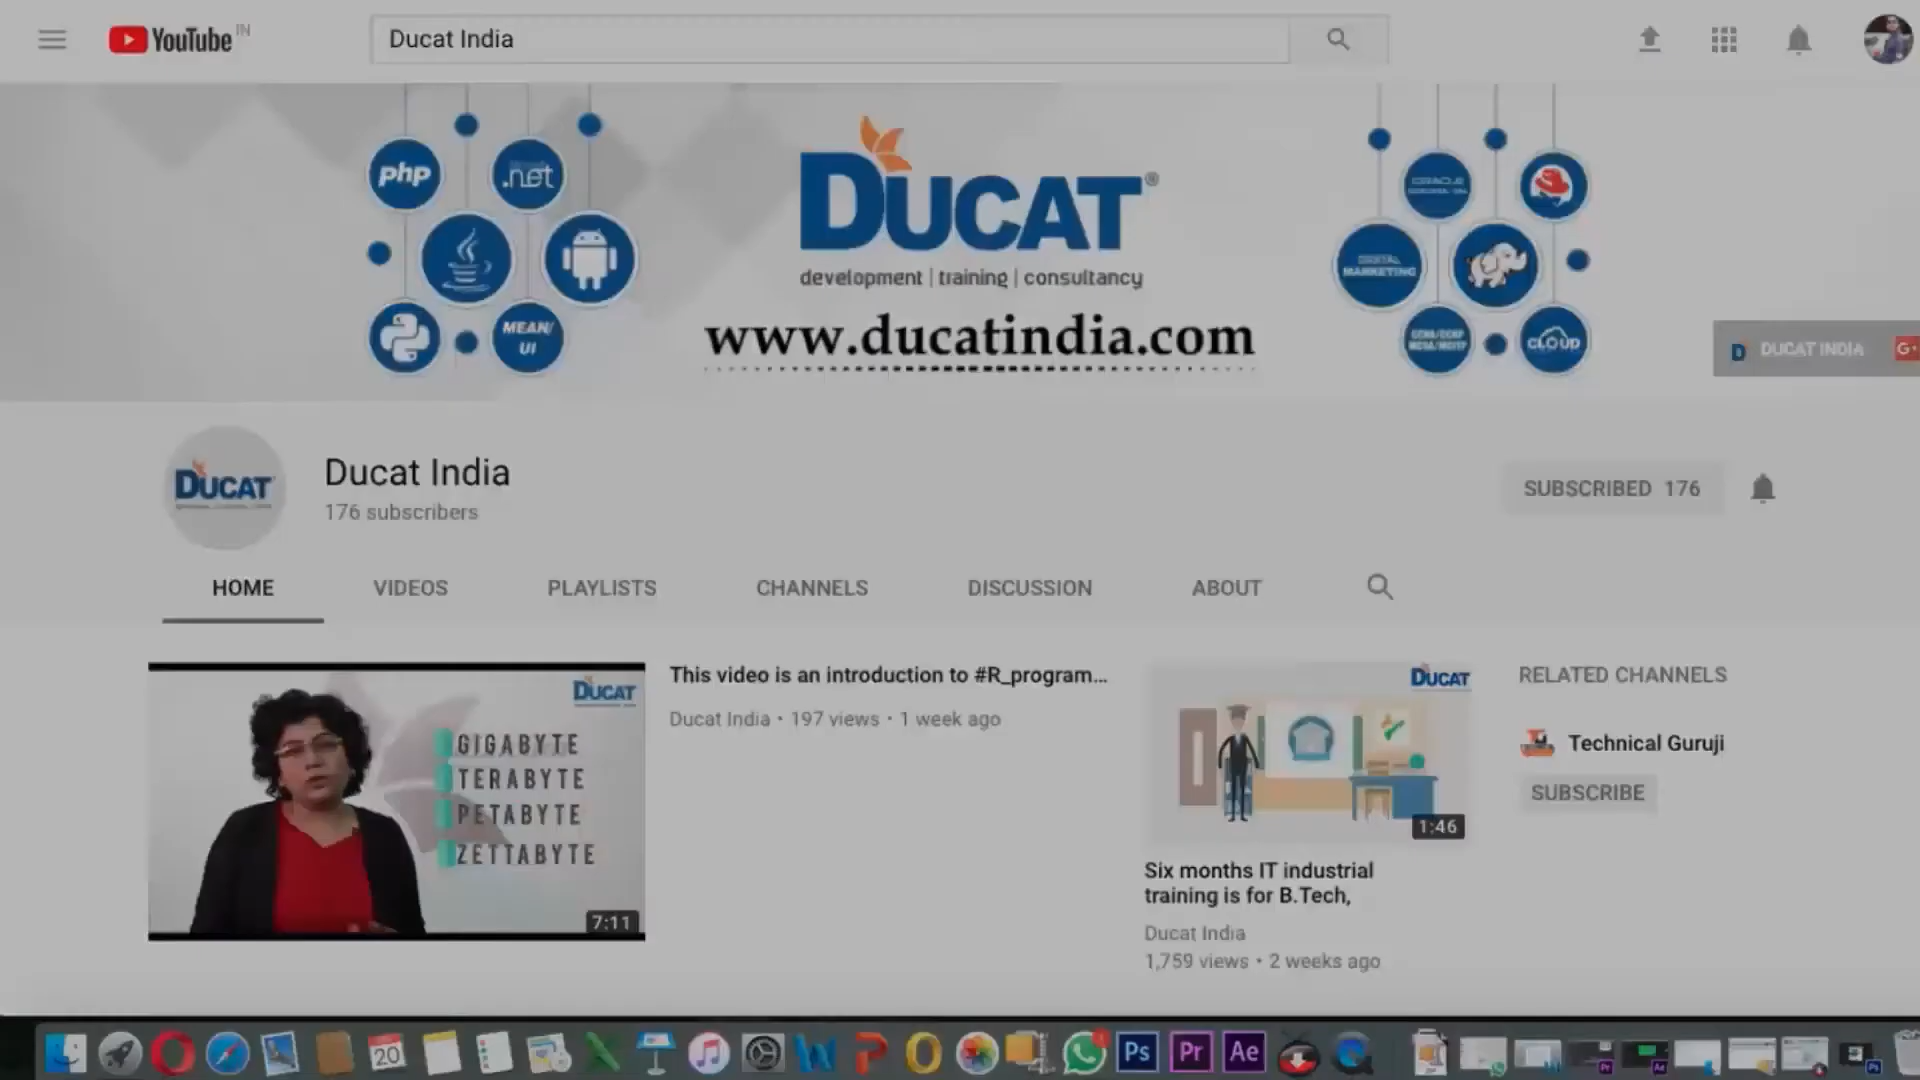 YouTube IN
Ducat India
php
.net
MEAN/
UI
DUCAT®
development | training | consultancy
www.ducatindia.com
ORACLE
DIGITAL
MARKETING
CLOUD
DUCAT INDIA
G+
DUCAT
Ducat India
176 subscribers
SUBSCRIBED 176
HOME
VIDEOS
PLAYLISTS
CHANNELS
DISCUSSION
ABOUT
DUCAT
GIGABYTE
TERABYTE
PETABYTE
ZETTABYTE
7:11
This video is an introduction to #R_program...
Ducat India • 197 views • 1 week ago
DUCAT
1:46
Six months IT industrial
training is for B.Tech,
Ducat India
1,759 views • 2 weeks ago
RELATED CHANNELS
Technical Guruji
SUBSCRIBE
20
Ps
Pr
Ae